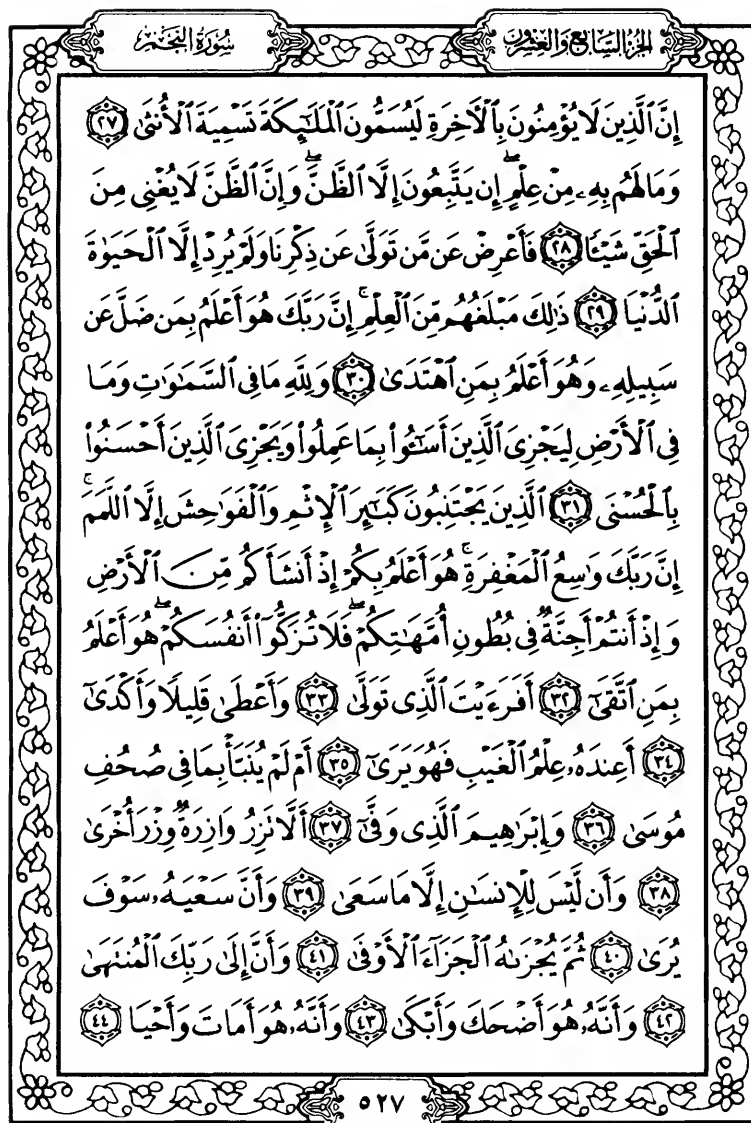 الجزء السابع والعشرون
سورة النجم
إِنَّ ٱلَّذِينَ لَا يُؤْمِنُونَ بِٱلْـَٔاخِرَةِ لَيُسَمُّونَ ٱلْمَلَـٰٓئِكَةَ تَسْمِيَةَ ٱلْأُنثَىٰ ﴿٢٧﴾
وَمَا لَهُم بِهِۦ مِنْ عِلْمٍ ۖ إِن يَتَّبِعُونَ إِلَّا ٱلظَّنَّ ۖ وَإِنَّ ٱلظَّنَّ لَا يُغْنِى مِنَ
ٱلْحَقِّ شَيْـًٔا ﴿٢٨﴾ فَأَعْرِضْ عَن مَّن تَوَلَّىٰ عَن ذِكْرِنَا وَلَمْ يُرِدْ إِلَّا ٱلْحَيَوٰةَ
ٱلدُّنْيَا ﴿٢٩﴾ ذَٰلِكَ مَبْلَغُهُم مِّنَ ٱلْعِلْمِ ۚ إِنَّ رَبَّكَ هُوَ أَعْلَمُ بِمَن ضَلَّ عَن
سَبِيلِهِۦ وَهُوَ أَعْلَمُ بِمَنِ ٱهْتَدَىٰ ﴿٣٠﴾ وَلِلَّهِ مَا فِى ٱلسَّمَـٰوَٰتِ وَمَا
فِى ٱلْأَرْضِ لِيَجْزِىَ ٱلَّذِينَ أَسَـٰٓـُٔوا۟ بِمَا عَمِلُوا۟ وَيَجْزِىَ ٱلَّذِينَ أَحْسَنُوا۟
بِٱلْحُسْنَى ﴿٣١﴾ ٱلَّذِينَ يَجْتَنِبُونَ كَبَـٰٓئِرَ ٱلْإِثْمِ وَٱلْفَوَٰحِشَ إِلَّا ٱللَّمَمَ ۚ
إِنَّ رَبَّكَ وَٰسِعُ ٱلْمَغْفِرَةِ ۚ هُوَ أَعْلَمُ بِكُمْ إِذْ أَنشَأَكُم مِّنَ ٱلْأَرْضِ
وَإِذْ أَنتُمْ أَجِنَّةٌ فِى بُطُونِ أُمَّهَـٰتِكُمْ ۖ فَلَا تُزَكُّوٓا۟ أَنفُسَكُمْ ۖ هُوَ أَعْلَمُ
بِمَنِ ٱتَّقَىٰٓ ﴿٣٢﴾ أَفَرَءَيْتَ ٱلَّذِى تَوَلَّىٰ ﴿٣٣﴾ وَأَعْطَىٰ قَلِيلًا وَأَكْدَىٰٓ
﴿٣٤﴾ أَعِندَهُۥ عِلْمُ ٱلْغَيْبِ فَهُوَ يَرَىٰٓ ﴿٣٥﴾ أَمْ لَمْ يُنَبَّأْ بِمَا فِى صُحُفِ
مُوسَىٰ ﴿٣٦﴾ وَإِبْرَٰهِيمَ ٱلَّذِى وَفَّىٰٓ ﴿٣٧﴾ أَلَّا تَزِرُ وَازِرَةٌ وِزْرَ أُخْرَىٰ
﴿٣٨﴾ وَأَن لَّيْسَ لِلْإِنسَـٰنِ إِلَّا مَا سَعَىٰ ﴿٣٩﴾ وَأَنَّ سَعْيَهُۥ سَوْفَ
يُرَىٰ ﴿٤٠﴾ ثُمَّ يُجْزَىٰهُ ٱلْجَزَآءَ ٱلْأَوْفَىٰ ﴿٤١﴾ وَأَنَّ إِلَىٰ رَبِّكَ ٱلْمُنتَهَىٰ
﴿٤٢﴾ وَأَنَّهُۥ هُوَ أَضْحَكَ وَأَبْكَىٰ ﴿٤٣﴾ وَأَنَّهُۥ هُوَ أَمَاتَ وَأَحْيَا ﴿٤٤﴾
٥٢٧